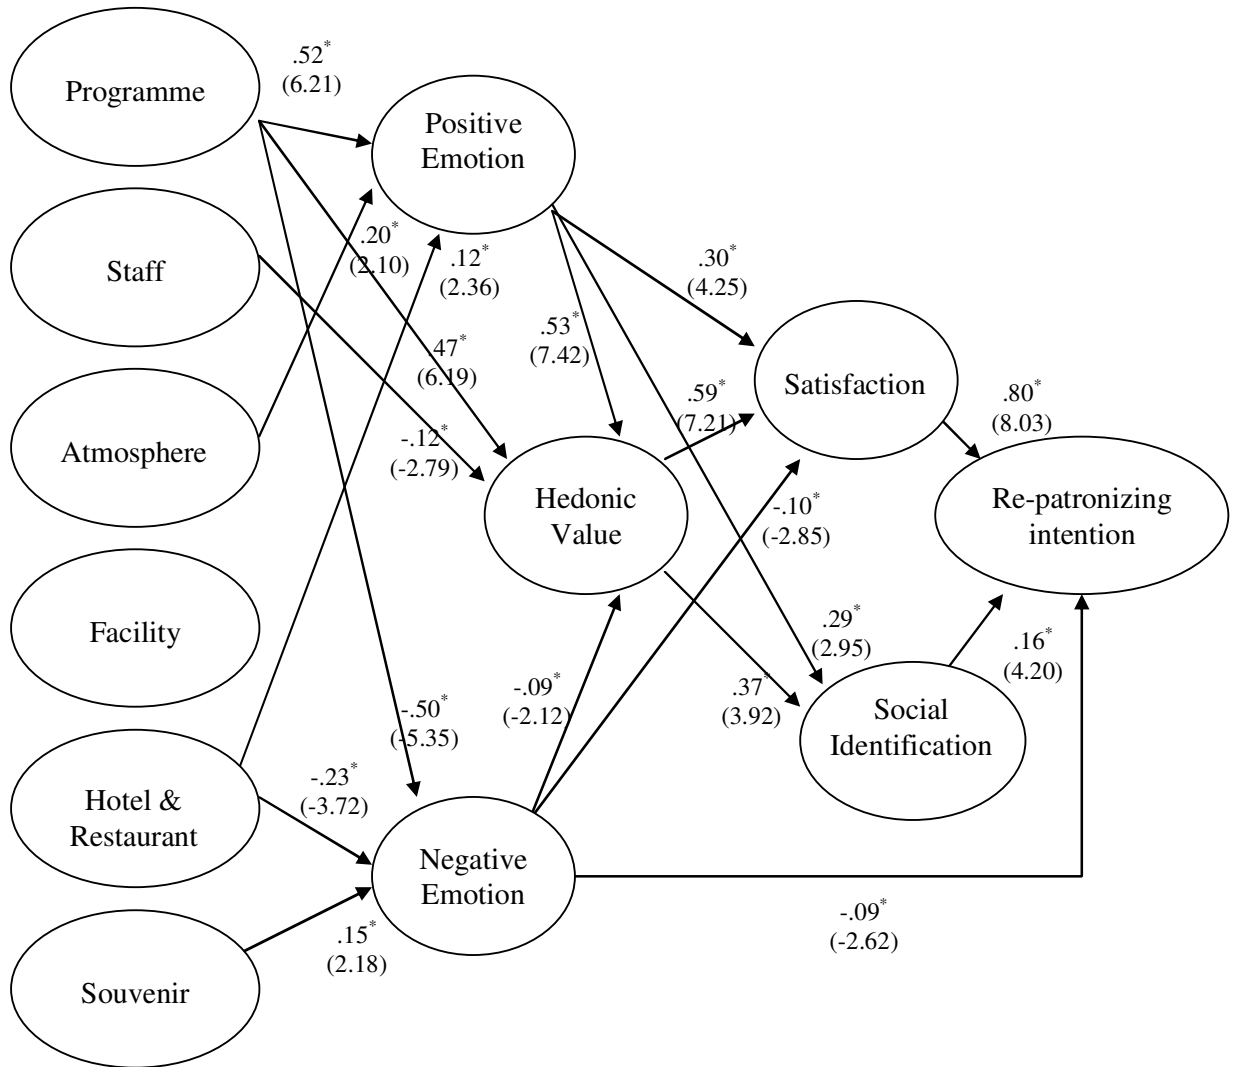 Programme
.52*
(6.21)
Positive
Emotion
Staff
.20*
(2.10)
.12*
(2.36)
.30*
(4.25)
.53*
(7.42)
.47*
(6.19)
Satisfaction
.59*
(7.21)
.80*
(8.03)
Atmosphere
-.12*
(-2.79)
Hedonic
Value
-.10*
(-2.85)
Re-patronizing
intention
Facility
.29*
(2.95)
.16*
(4.20)
-.09*
(-2.12)
.37*
(3.92)
-.50*
(-5.35)
Social
Identification
Hotel &
Restaurant
-.23*
(-3.72)
Negative
Emotion
-.09*
(-2.62)
.15*
(2.18)
Souvenir